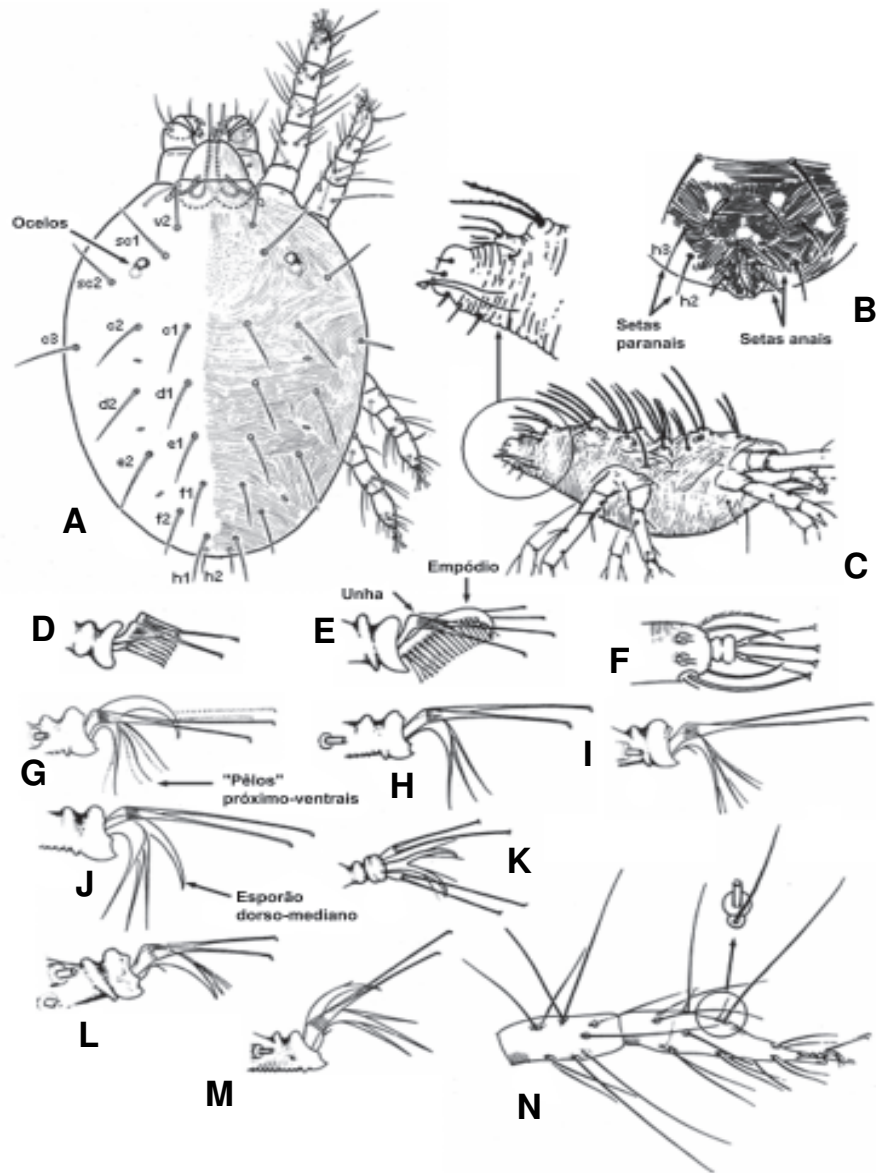 Ocelos
v2
sc1
sc2
c3
c2
c1
d2
d1
e1
e2
f1
f2
h1 h2
A
h3
h2
Setas
paranais
Setas anais
B
C
D
Unha
Empódio
E
F
G
"Pêlos"
próximo-ventrais
H
I
J
Esporão
dorso-mediano
K
L
M
N